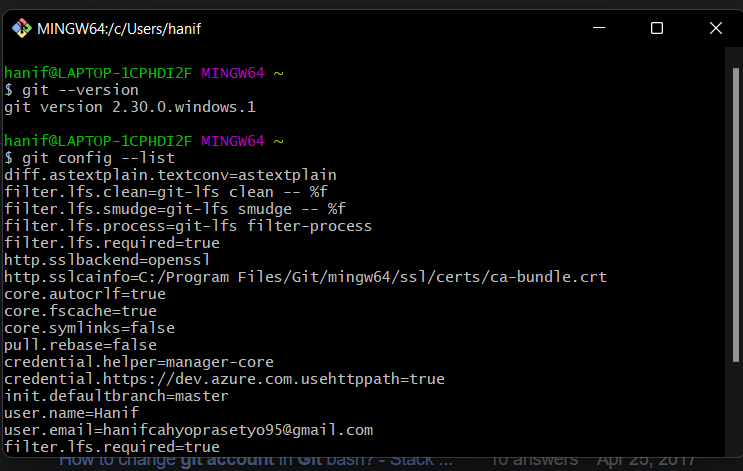 MINGW64:/c/Users/hanif
hanif@LAPTOP-1CPHDI2F MINGW64 ~
$ git --version
git version 2.30.0.windows.1
hanif@LAPTOP-1CPHDI2F MINGW64 ~
$ git config --list
diff.astextplain.textconv=astextplain
filter.lfs.clean=git-lfs clean -- %f
filter.lfs.smudge=git-lfs smudge -- %f
filter.lfs.process=git-lfs filter-process
filter.lfs.required=true
http.sslbackend=openssl
http.sslcainfo=C:/Program Files/Git/mingw64/ssl/certs/ca-bundle.crt
core.autocrlf=true
core.fscache=true
core.symlinks=false
pull.rebase=false
credential.helper=manager-core
credential.https://dev.azure.com.usehttppath=true
init.defaultbranch=master
user.name=Hanif
user.email=hanifcahyoprasetyo95@gmail.com
filter.lfs.required=true
How to change git account in Git bash? - Stack ... 10 answers Apr 25, 2017